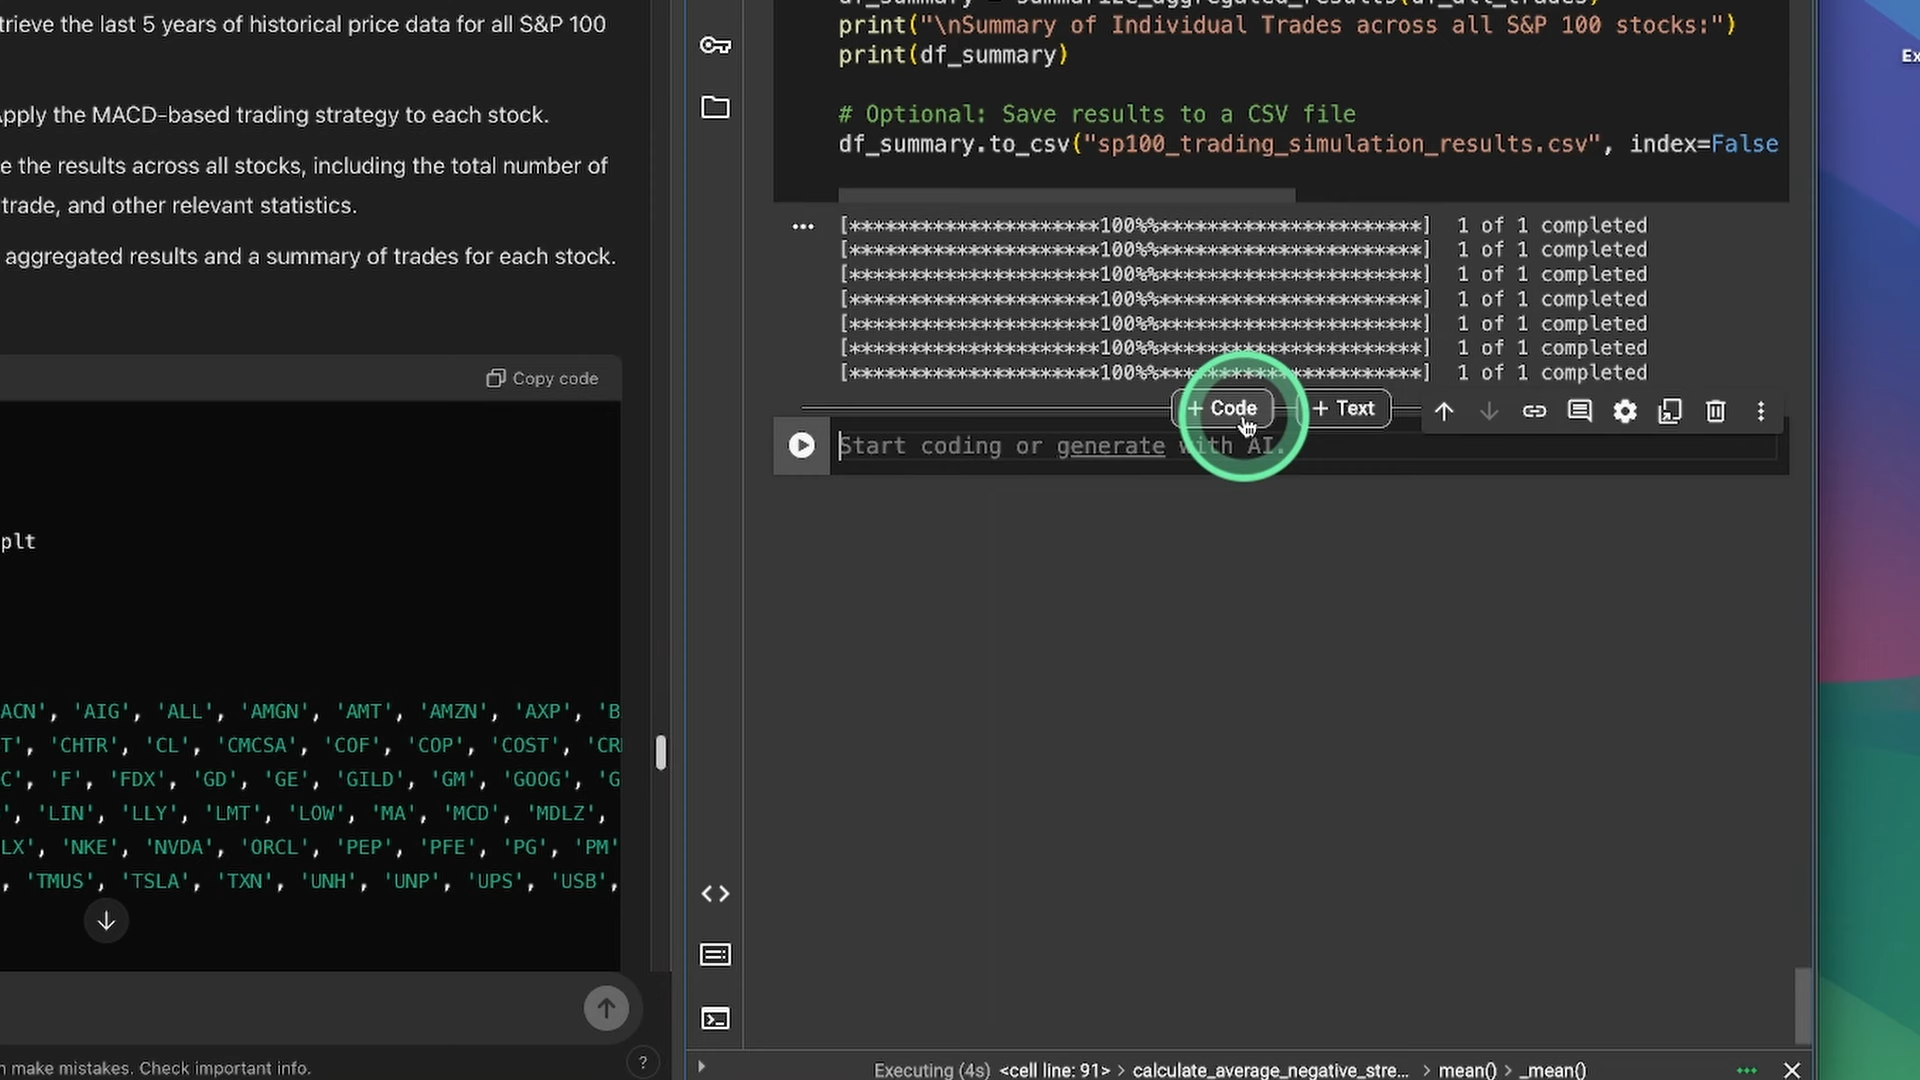 trieve the last 5 years of historical price data for all S&P 100
pply the MACD-based trading strategy to each stock.
e the results across all stocks, including the total number of
trade, and other relevant statistics.
aggregated results and a summary of trades for each stock.
Copy code
plt
ACN', 'AIG', 'ALL', 'AMGN', 'AMT', 'AMZN', 'AXP', 'B
T', 'CHTR', 'CL', 'CMCSA', 'COF', 'COP', 'COST', 'CR
C', 'F', 'FDX', 'GD', 'GE', 'GILD', 'GM', 'GOOG', 'G
', 'LIN', 'LLY', 'LMT', 'LOW', 'MA', 'MCD', 'MDLZ',
LX', 'NKE', 'NVDA', 'ORCL', 'PEP', 'PFE', 'PG', 'PM'
, 'TMUS', 'TSLA', 'TXN', 'UNH', 'UNP', 'UPS', 'USB',
n make mistakes. Check important info.
?
df_summary = summarize_aggregated_results(df_all_trades)
print("\nSummary of Individual Trades across all S&P 100 stocks:")
print(df_summary)
# Optional: Save results to a CSV file
df_summary.to_csv("sp100_trading_simulation_results.csv", index=False
[*********************100%%**********************] 1 of 1 completed
[*********************100%%**********************] 1 of 1 completed
[*********************100%%**********************] 1 of 1 completed
[*********************100%%**********************] 1 of 1 completed
[*********************100%%**********************] 1 of 1 completed
[*********************100%%**********************] 1 of 1 completed
[*********************100%%**********************] 1 of 1 completed
+ Code + Text
Start coding or generate with AI.
Executing (4s) <cell line: 91> > calculate_average_negative_stre... > mean() > _mean()
Ex